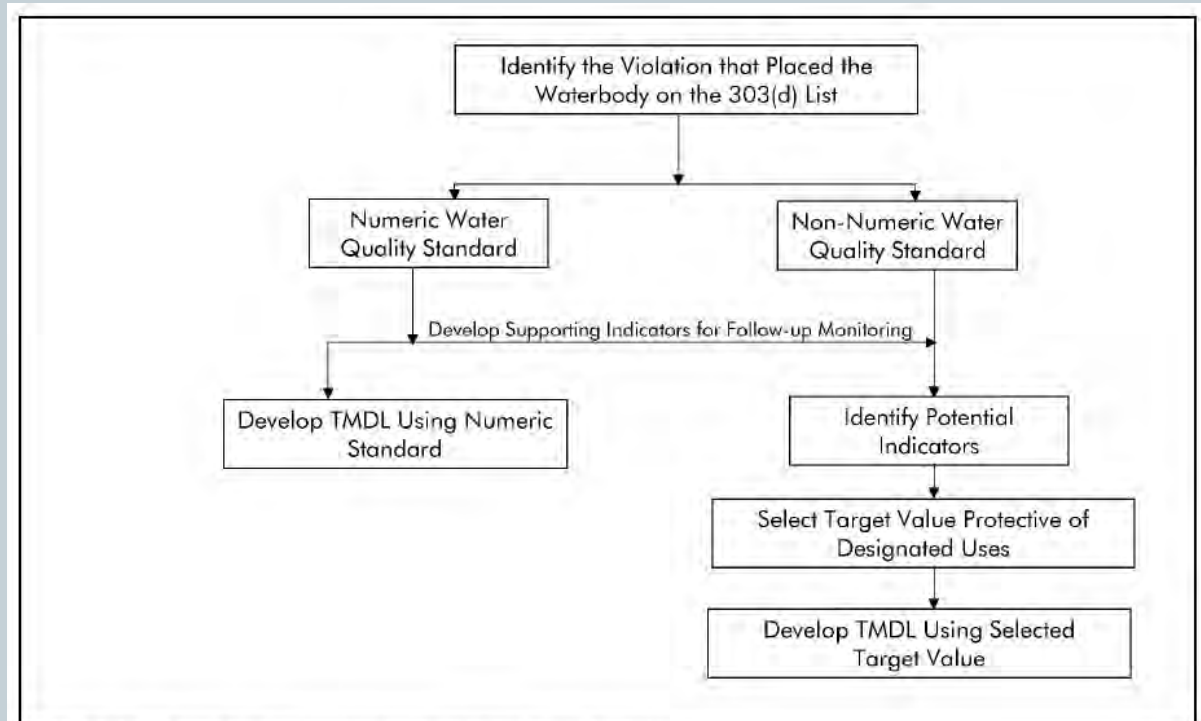 Identify the Violation that Placed the
Waterbody on the 303(d) List
Numeric Water
Quality Standard
Non-Numeric Water
Quality Standard
Develop Supporting Indicators for Follow-up Monitoring
Develop TMDL Using Numeric
Standard
Identify Potential
Indicators
Select Target Value Protective of
Designated Uses
Develop TMDL Using Selected
Target Value